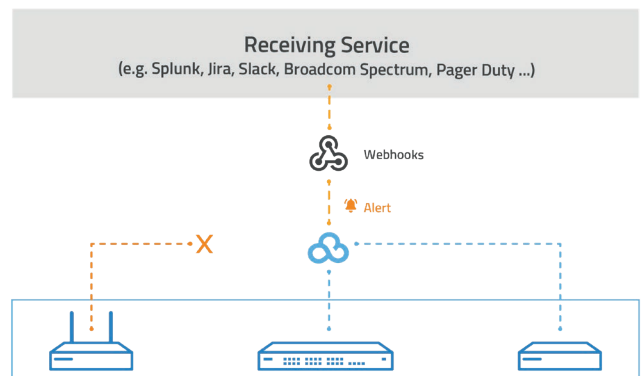 Receiving Service
(e.g. Splunk, Jira, Slack, Broadcom Spectrum, Pager Duty ...)
Webhooks
Alert
X